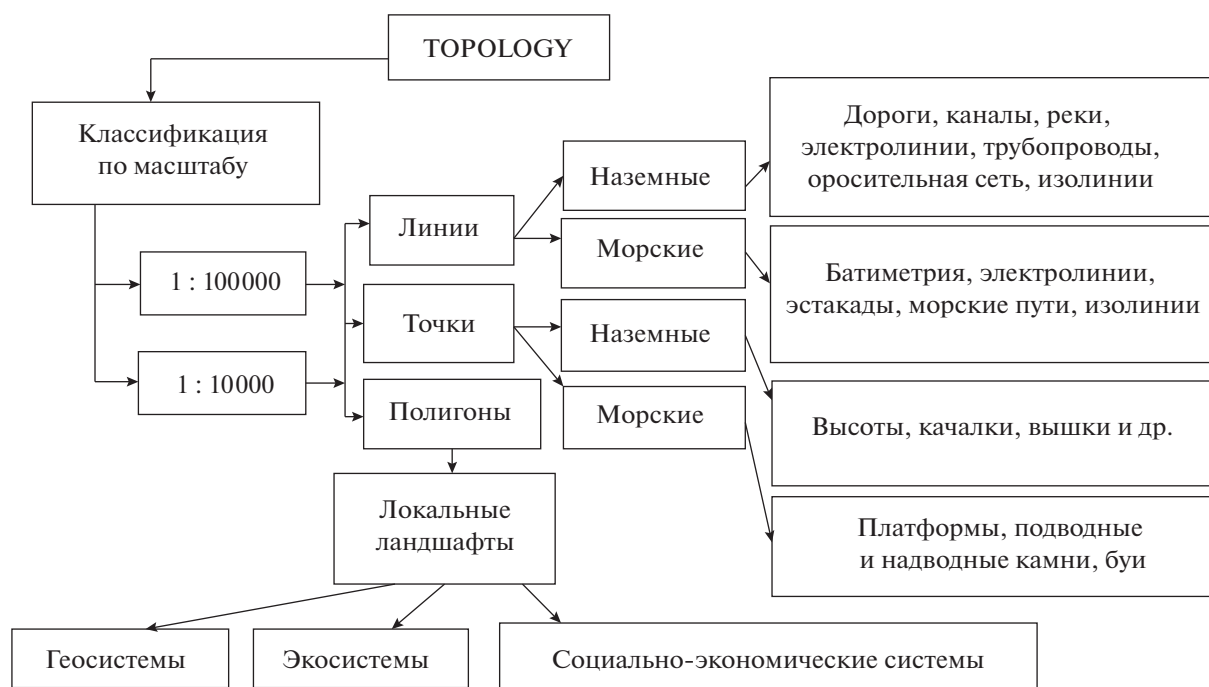 TOPOLOGY
Классификация
по масштабу
1 : 100000
1 : 10000
Линии
Точки
Полигоны
Наземные
Морские
Наземные
Морские
Дороги, каналы, реки,
электролинии, трубопроводы,
оросительная сеть, изолинии
Батиметрия, электролинии,
эстакады, морские пути, изолинии
Высоты, качалки, вышки и др.
Платформы, подводные
и надводные камни, буи
Локальные
ландшафты
Геосистемы
Экосистемы
Социально-экономические системы